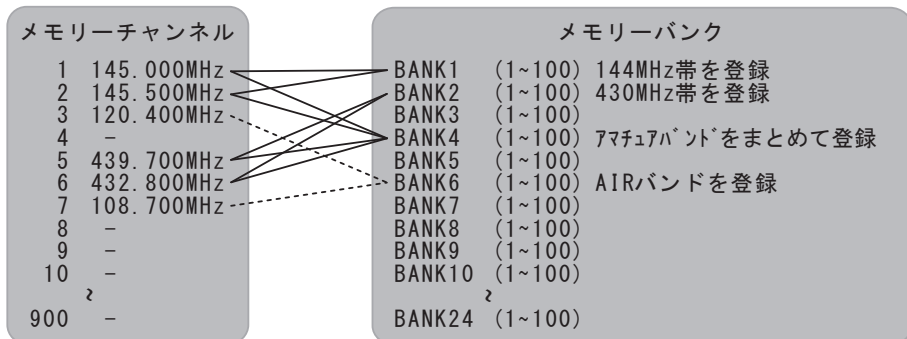 メモリーチャンネル
1 145.000MHz
2 145.500MHz
3 120.400MHz
4 −
5 439.700MHz
6 432.800MHz
7 108.700MHz
8 −
9 −
10 −
~
900 −
メモリーバンク
BANK1 (1~100) 144MHz帯を登録
BANK2 (1~100) 430MHz帯を登録
BANK3 (1~100)
BANK4 (1~100) ｱﾏﾁｭｱﾊﾞﾝﾄﾞをまとめて登録
BANK5 (1~100)
BANK6 (1~100) AIRバンドを登録
BANK7 (1~100)
BANK8 (1~100)
BANK9 (1~100)
BANK10 (1~100)
~
BANK24 (1~100)